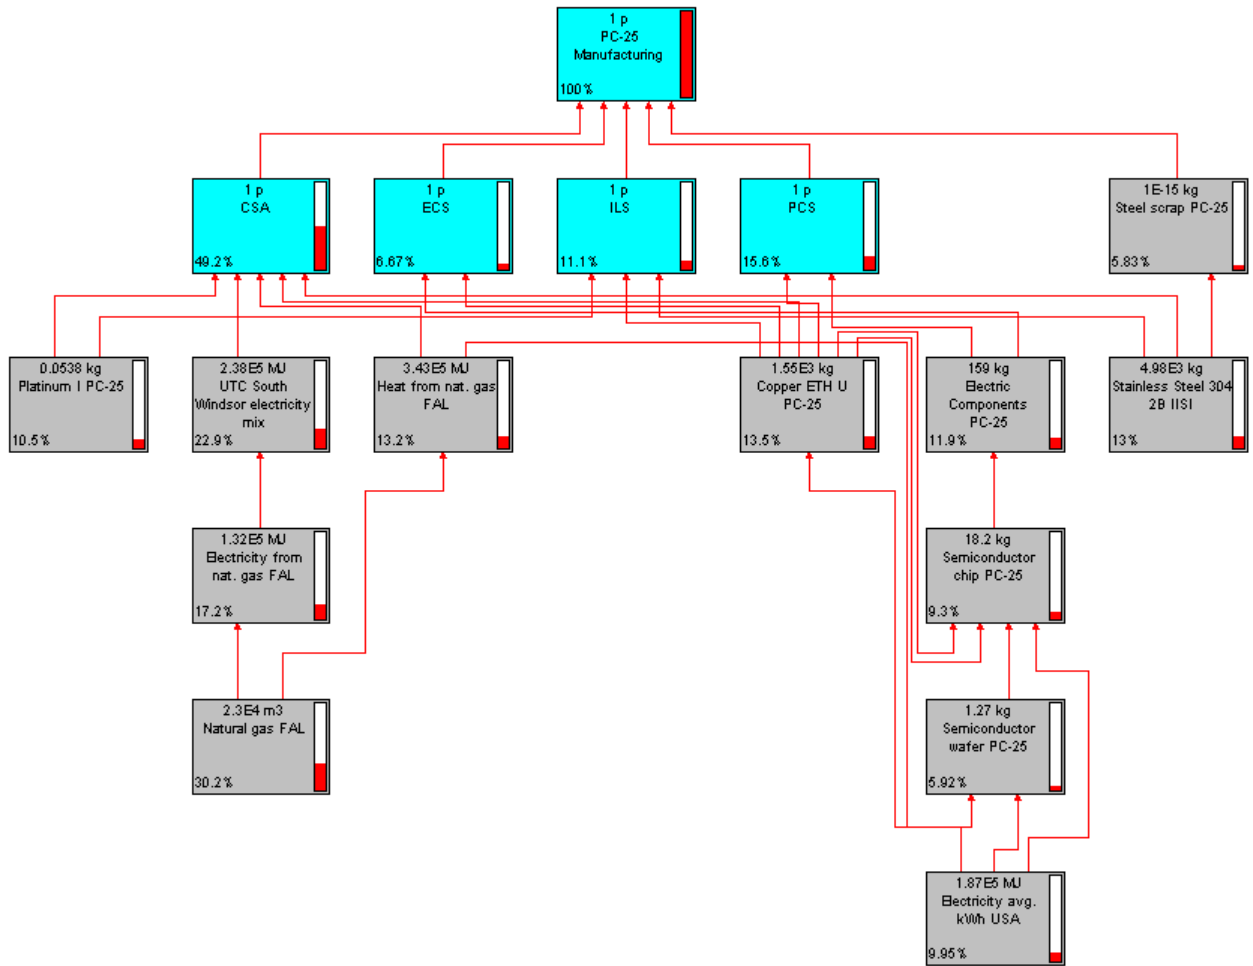 1 p
PC-25
Manufacturing
100%
1 p
CSA
49.2%
1 p
ECS
6.67%
1 p
ILS
11.1%
1 p
PCS
15.6%
1E-15 kg
Steel scrap PC-25
5.83%
0.0538 kg
Platinum I PC-25
10.5%
2.38E5 MJ
UTC South
Windsor electricity
mix
22.9%
3.43E5 MJ
Heat from nat. gas
FAL
13.2%
1.55E3 kg
Copper ETH U
PC-25
13.5%
159 kg
Electric
Components
PC-25
11.9%
4.98E3 kg
Stainless Steel 304
2B IISI
13%
1.32E5 MJ
Electricity from
nat. gas FAL
17.2%
18.2 kg
Semiconductor
chip PC-25
9.3%
2.3E4 m3
Natural gas FAL
30.2%
1.27 kg
Semiconductor
wafer PC-25
5.92%
1.87E5 MJ
Electricity avg.
kWh USA
9.95%